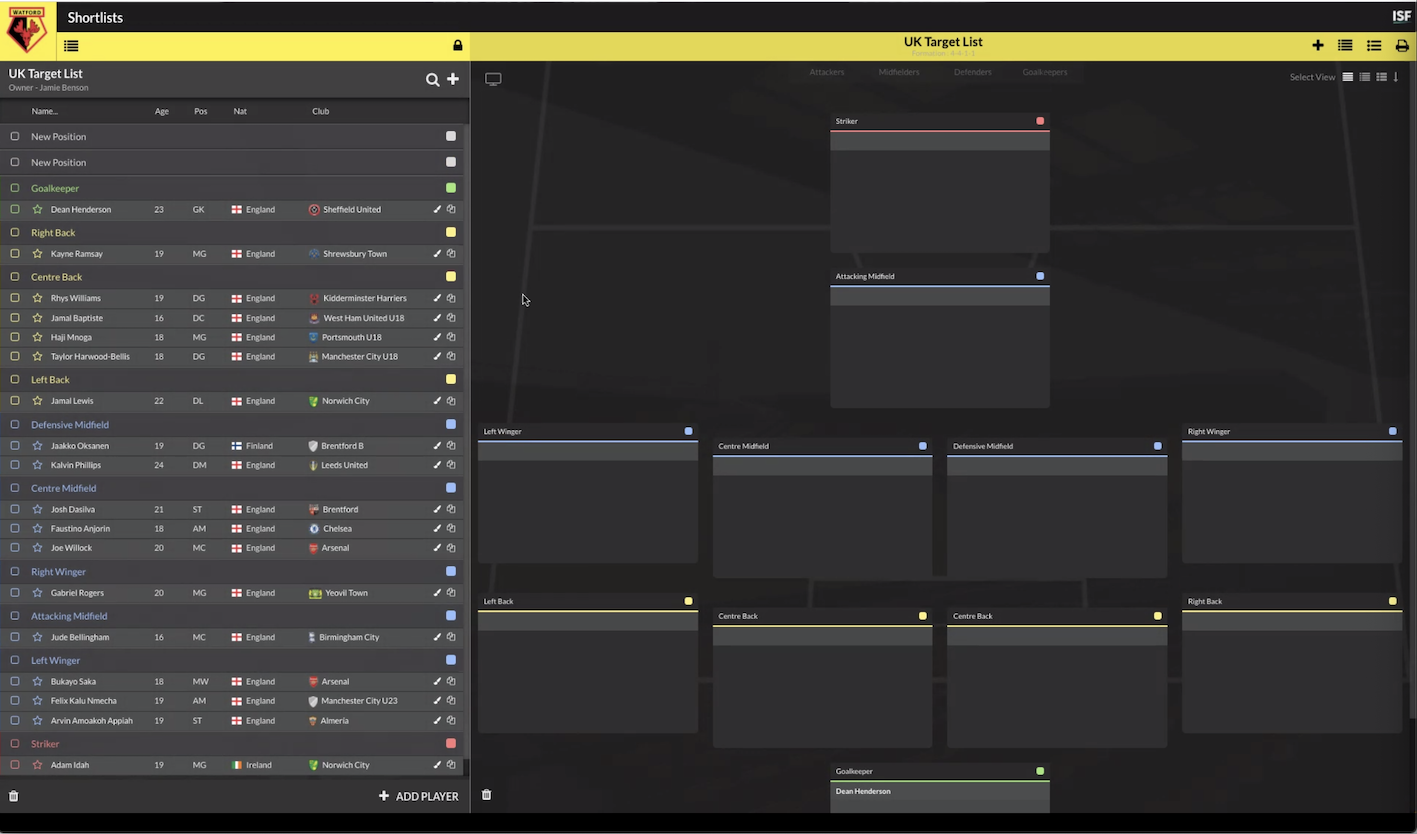 WATFORD
Shortlists
ISF
UK Target List
UK Target List
Owner - Jamie Benson
Attackers Midfielders Defenders Goalkeepers
Select View
Name... Age Pos Nat Club
New Position
New Position
Goalkeeper
Dean Henderson 23 GK England Sheffield United
Right Back
Kayne Ramsay 19 MG England Shrewsbury Town
Centre Back
Rhys Williams 19 DG England Kidderminster Harriers
Jamal Baptiste 16 DC England West Ham United U18
Haji Mnoga 18 MG England Portsmouth U18
Taylor Harwood-Bellis 18 DG England Manchester City U18
Left Back
Jamal Lewis 22 DL England Norwich City
Defensive Midfield
Jaakko Oksanen 19 DG Finland Brentford B
Kalvin Phillips 24 DM England Leeds United
Centre Midfield
Josh Dasilva 21 ST England Brentford
Faustino Anjorin 18 AM England Chelsea
Joe Willock 20 MC England Arsenal
Right Winger
Gabriel Rogers 20 MG England Yeovil Town
Attacking Midfield
Jude Bellingham 16 MC England Birmingham City
Left Winger
Bukayo Saka 18 MW England Arsenal
Felix Kalu Nmecha 19 AM England Manchester City U23
Arvin Amoakoh Appiah 19 ST England Almeria
Striker
Adam Idah 19 MG Ireland Norwich City
ADD PLAYER
Striker
Attacking Midfield
Left Winger
Centre Midfield
Defensive Midfield
Right Winger
Left Back
Centre Back
Centre Back
Right Back
Goalkeeper
Dean Henderson